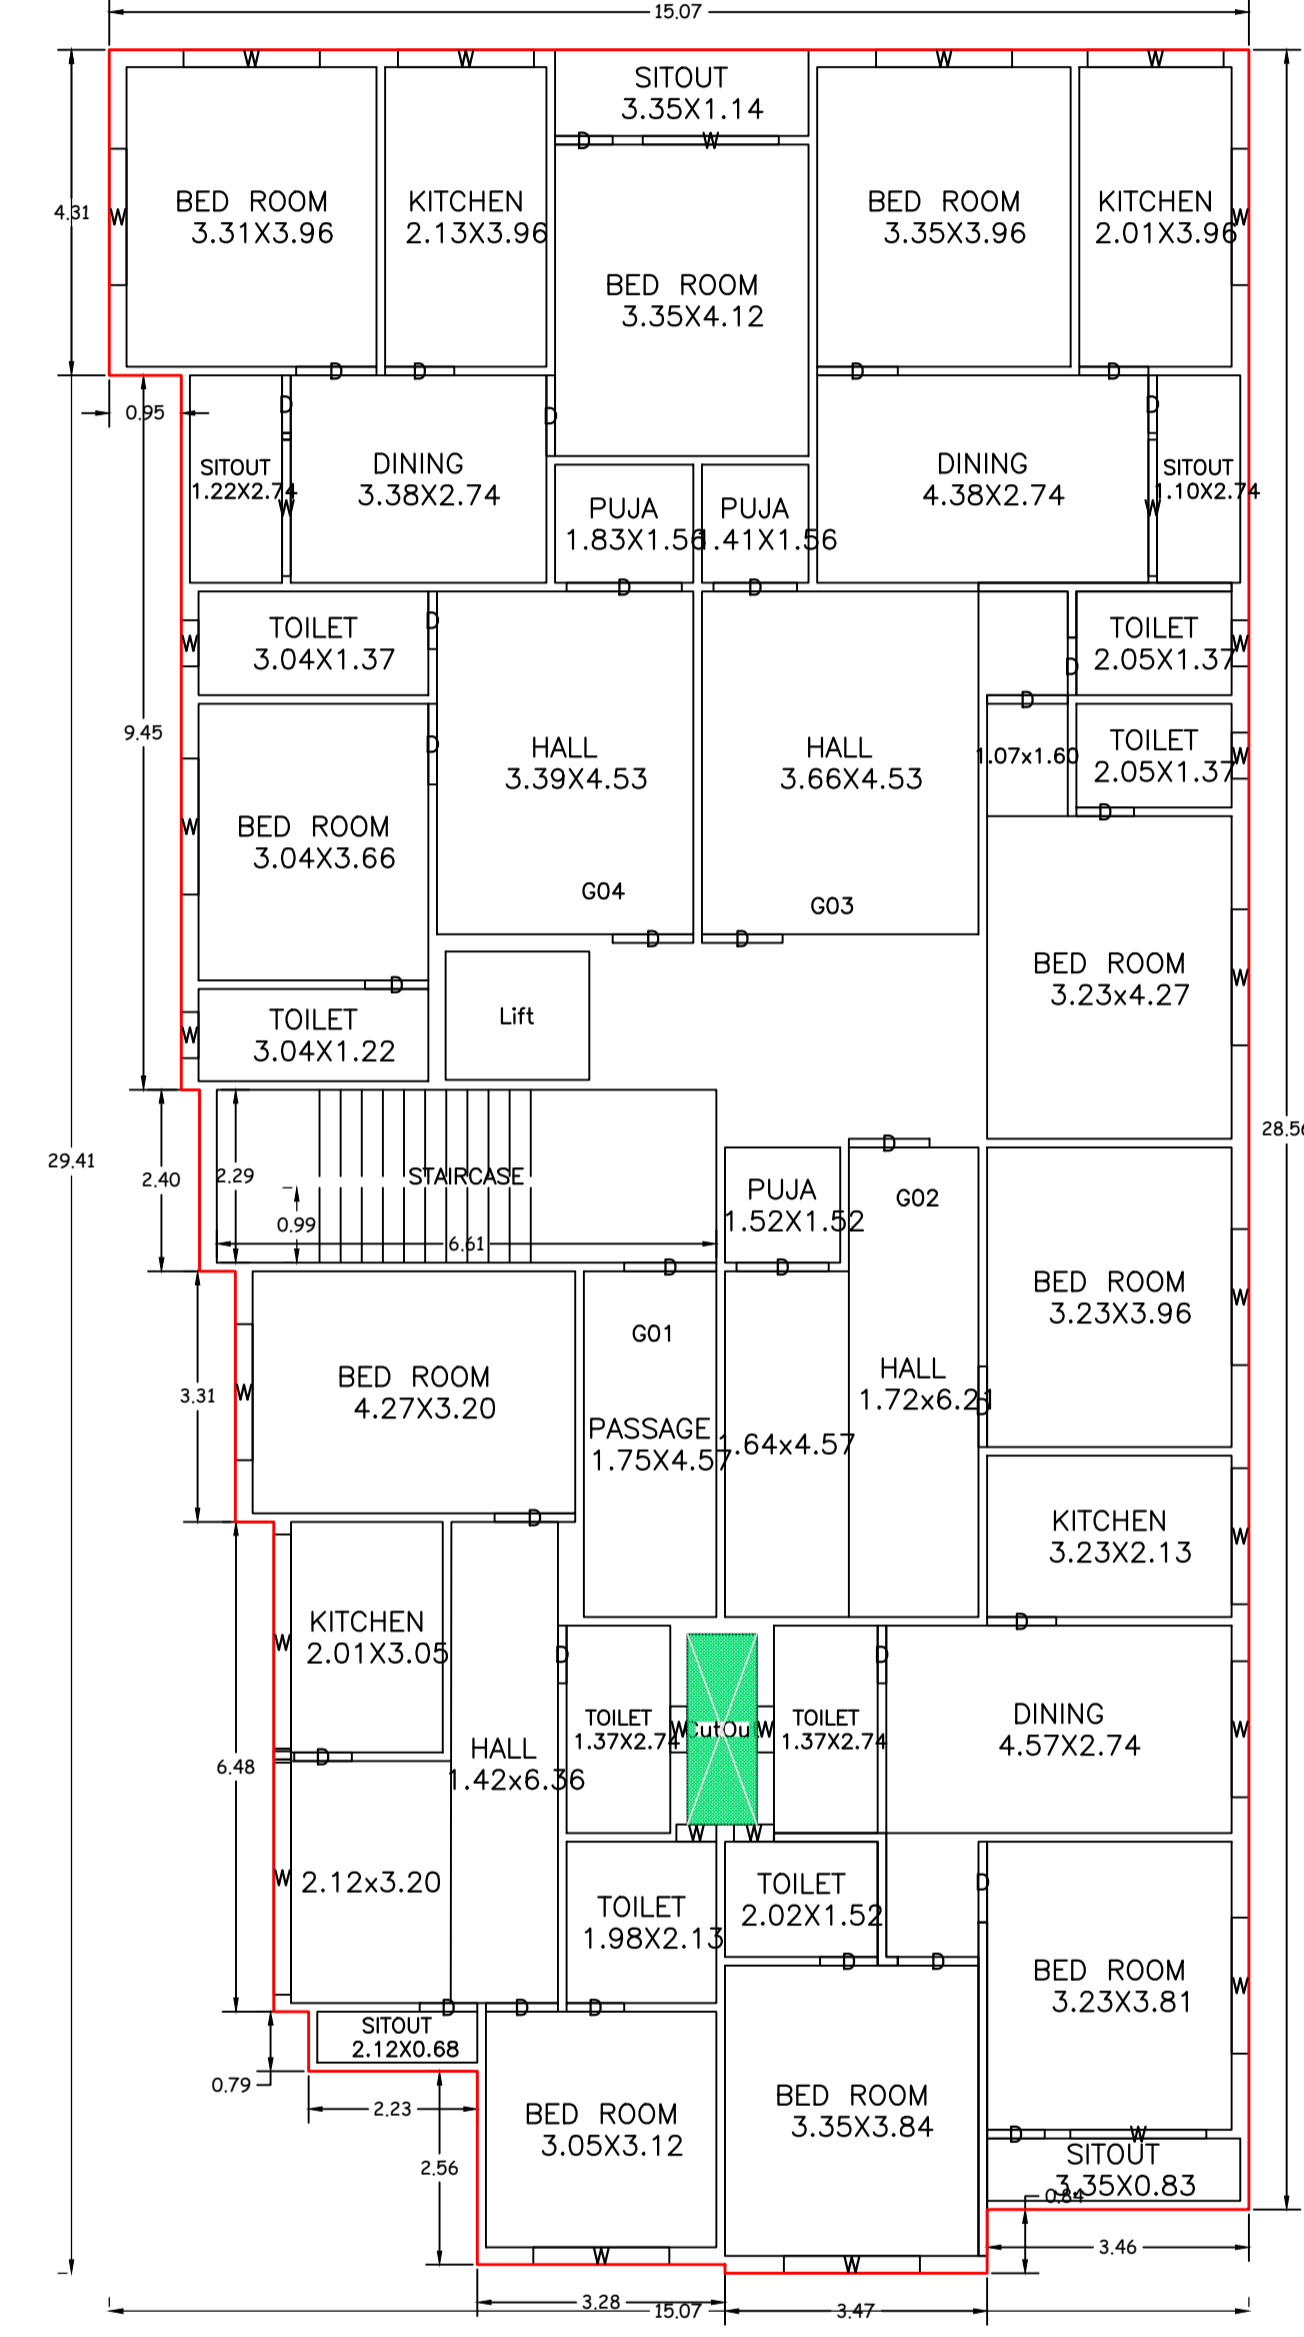 15.07
W
W
SITOUT
3.35X1.14
W
W
D
W
4.31
W
BED ROOM
3.31X3.96
KITCHEN
2.13X3.96
BED ROOM
3.35X4.12
BED ROOM
3.35X3.96
KITCHEN
2.01X3.96
W
D
D
D
D
0.95
D
D
D
SITOUT
1.22X2.74
W
DINING
3.38X2.74
PUJA
1.83X1.56
PUJA
1.41X1.56
DINING
4.38X2.74
W
SITOUT
1.10X2.74
D
D
W
TOILET
3.04X1.37
D
TOILET
2.05X1.37
W
D
D
9.45
D
HALL
3.39X4.53
HALL
3.66X4.53
1.07x1.60
TOILET
2.05X1.37
W
D
W
BED ROOM
3.04X3.66
G04
G03
D
D
BED ROOM
3.23x4.27
W
D
W
TOILET
3.04X1.22
Lift
29.41
2.40
2.29
0.99
STAIRCASE
6.61
D
PUJA
1.52X1.52
G02
28.56
D
D
BED ROOM
3.23X3.96
W
G01
3.31
W
BED ROOM
4.27X3.20
PASSAGE
1.75X4.57
.64x4.57
HALL
1.72x6.21
D
D
KITCHEN
3.23X2.13
W
D
W
KITCHEN
2.01X3.05
D
D
6.48
D
HALL
1.42x6.36
TOILET
1.37X2.74
W
CutOut
W
TOILET
1.37X2.74
DINING
4.57X2.74
W
W
W
W
2.12x3.20
TOILET
1.98X2.13
TOILET
2.02X1.52
D
D
D
BED ROOM
3.23X3.81
W
D
D
D
SITOUT
2.12X0.68
0.79
2.23
2.56
BED ROOM
3.05X3.12
BED ROOM
3.35X3.84
D
W
SITOUT
3.35X0.83
0.84
3.46
W
W
3.28
15.07
3.47